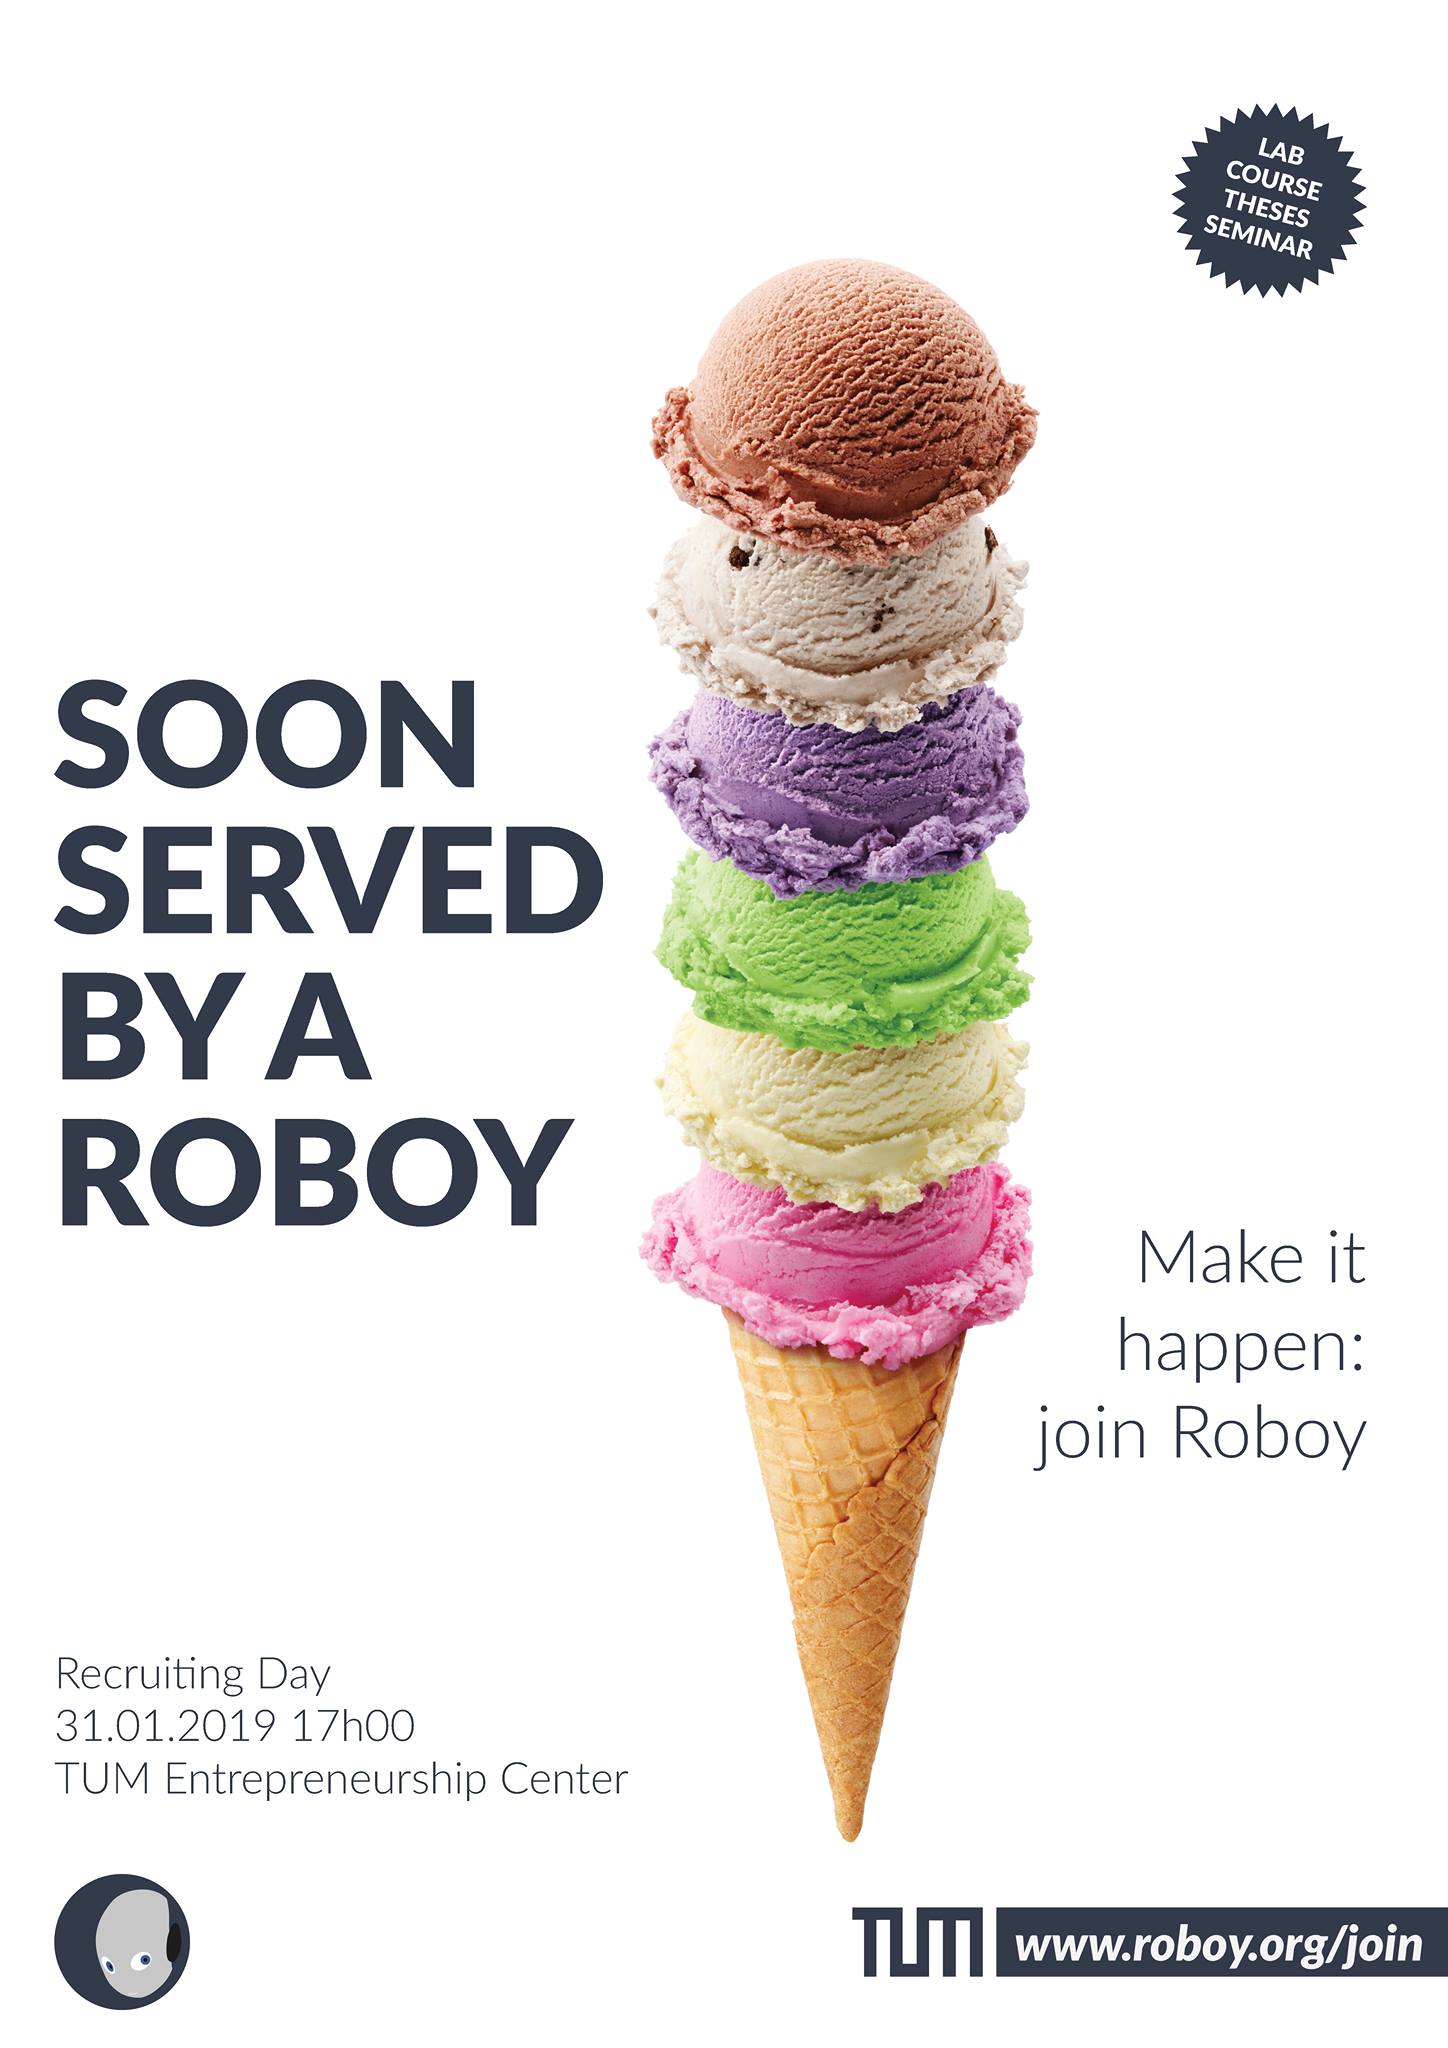 LAB
COURSE
THESES
SEMINAR
SOON
SERVED
BY A
ROBOY
Make it
happen:
join Roboy
Recruiting Day
31.01.2019 17h00
TUM Entrepreneurship Center
TUM
www.roboy.org/join